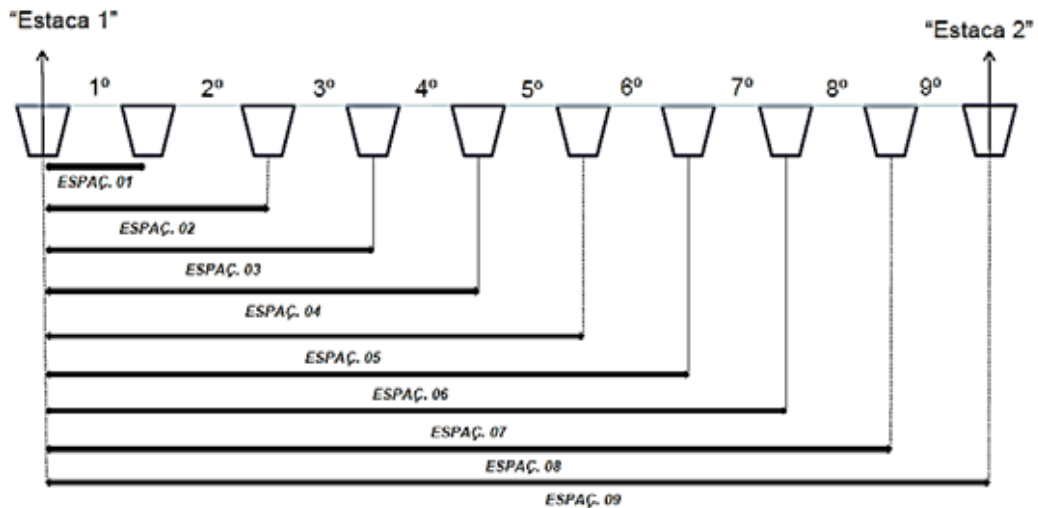 "Estaca 1"
"Estaca 2"
1º 2º 3º 4º 5º 6º 7º 8º 9º
ESPAÇ. 01
ESPAÇ. 02
ESPAÇ. 03
ESPAÇ. 04
ESPAÇ. 05
ESPAÇ. 06
ESPAÇ. 07
ESPAÇ. 08
ESPAÇ. 09